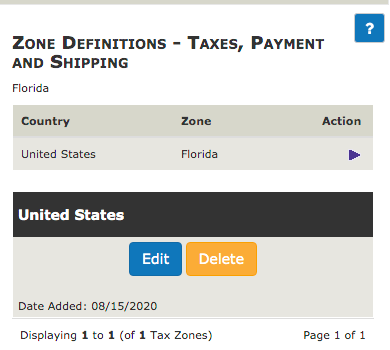 ?
Zone Definitions - Taxes, Payment
and Shipping
Florida
Country Zone Action
United States Florida
United States
Edit Delete
Date Added: 08/15/2020
Displaying 1 to 1 (of 1 Tax Zones) Page 1 of 1